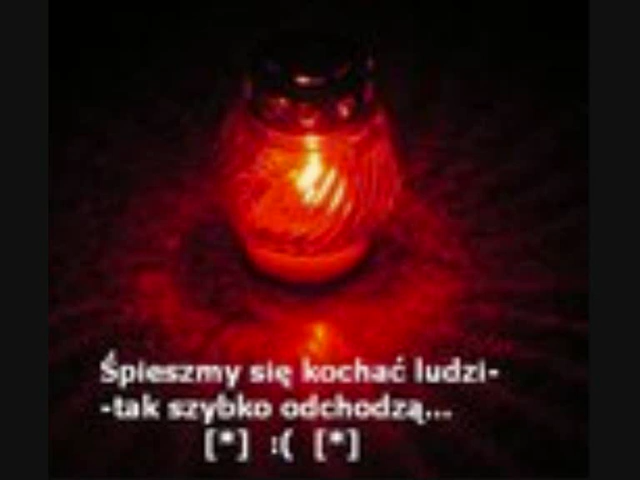 Śpieszmy się kochać ludzi-
-tak szybko odchodzą...
[*] :( [*]